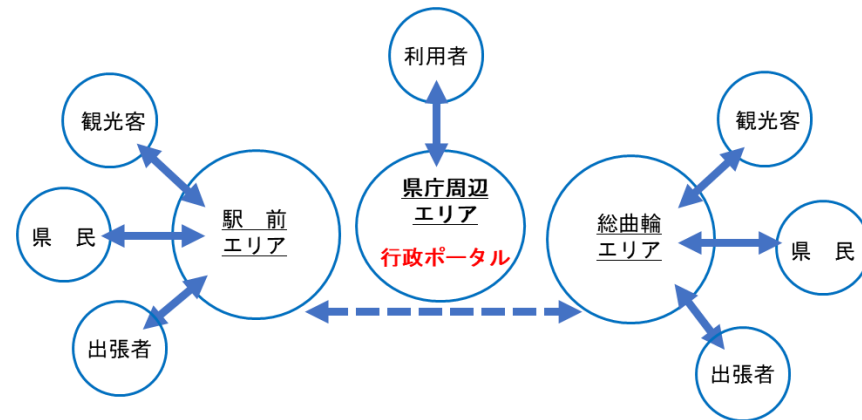 利用者
観光客
県　民
出張者
駅　前
エリア
県庁周辺
エリア
行政ポータル
総曲輪
エリア
観光客
県　民
出張者